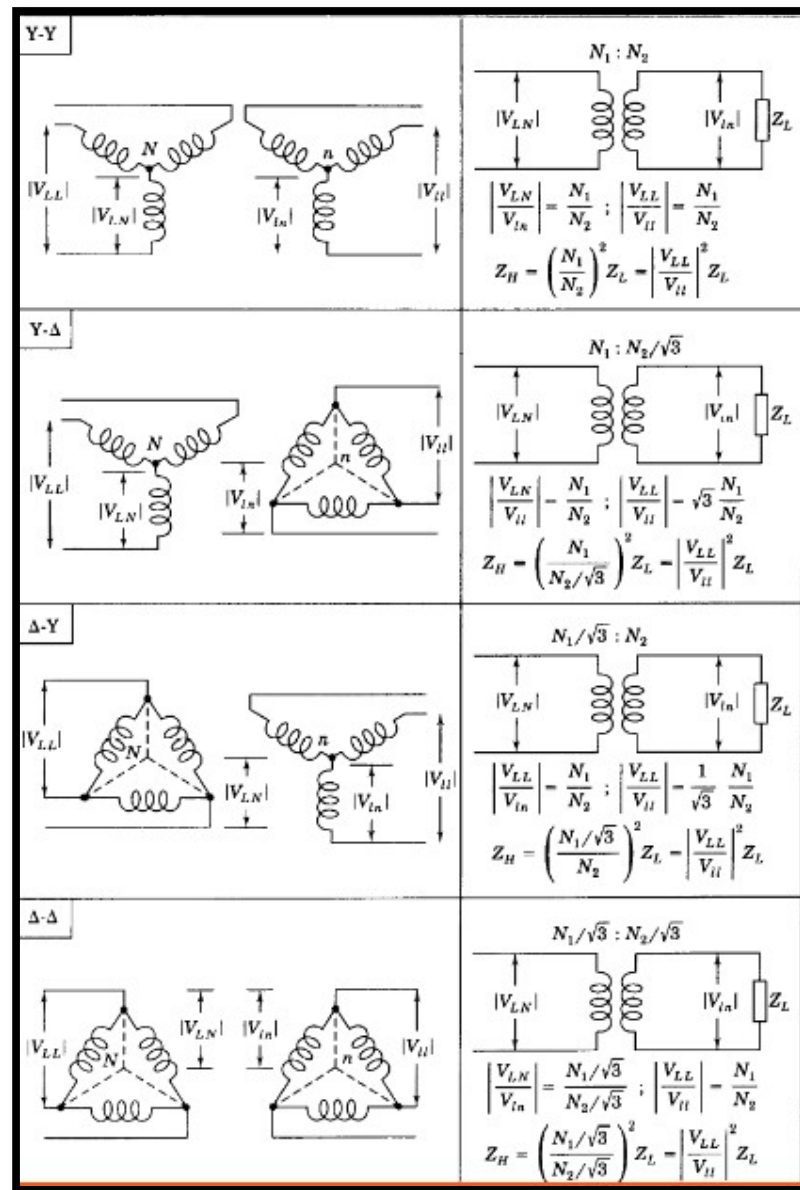 Y-Y
N₁ : N₂
|V_LL| |V_LN| N n |V_ln| |V_ll|
|V_LN| |V_ln| Z_L
|V_LN/V_ln| = N₁/N₂ ; |V_LL/V_ll| = N₁/N₂
Z_H = (N₁/N₂)² Z_L = |V_LL/V_ll|² Z_L
Y-Δ
N₁ : N₂/√3
|V_LL| |V_LN| N |V_ln| n |V_ll|
|V_LN| |V_ln| Z_L
|V_LN/V_ll| = N₁/N₂ ; |V_LL/V_ll| = √3 N₁/N₂
Z_H = (N₁/(N₂/√3))² Z_L = |V_LL/V_ll|² Z_L
Δ-Y
N₁/√3 : N₂
|V_LL| N |V_LN| n |V_ln| |V_ll|
|V_LN| |V_ln| Z_L
|V_LL/V_ln| = N₁/N₂ ; |V_LL/V_ll| = 1/√3 N₁/N₂
Z_H = ((N₁/√3)/N₂)² Z_L = |V_LL/V_ll|² Z_L
Δ-Δ
N₁/√3 : N₂/√3
|V_LL| N |V_LN| |V_ln| n |V_ll|
|V_LN| |V_ln| Z_L
|V_LN/V_ln| = (N₁/√3)/(N₂/√3) ; |V_LL/V_ll| = N₁/N₂
Z_H = ((N₁/√3)/(N₂/√3))² Z_L = |V_LL/V_ll|² Z_L